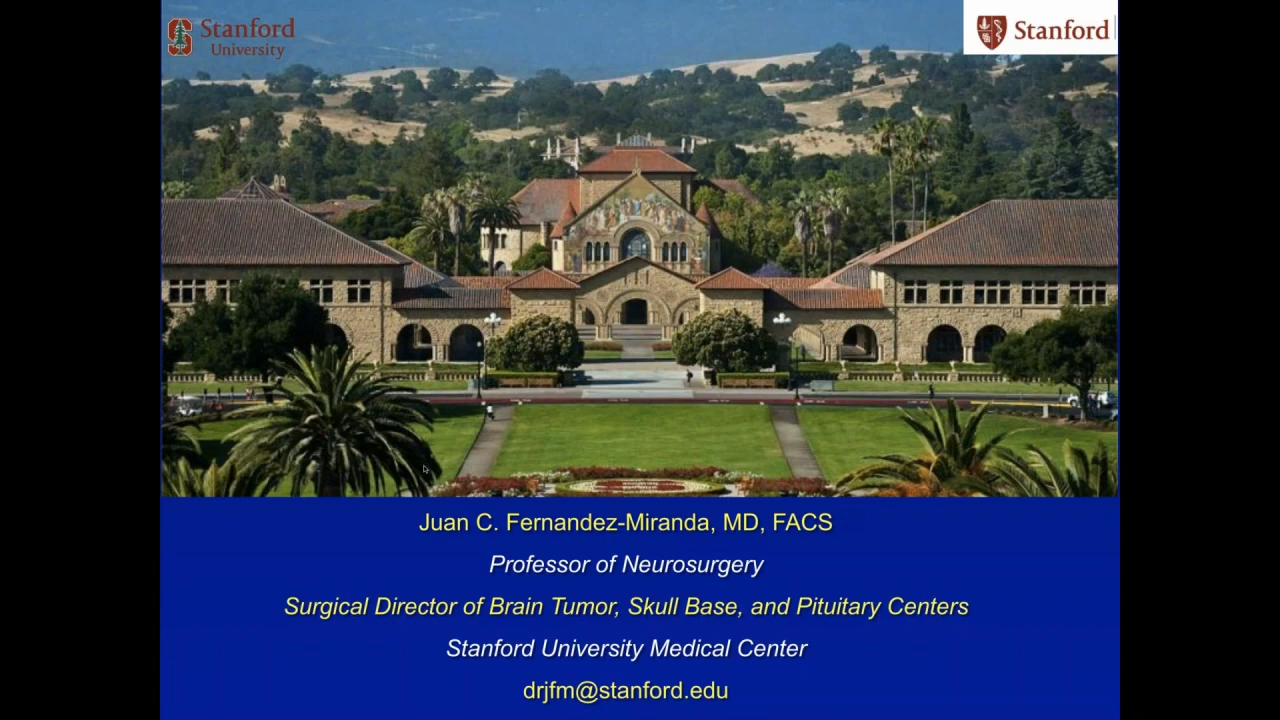 Stanford
University
Stanford
Juan C. Fernandez-Miranda, MD, FACS
Professor of Neurosurgery
Surgical Director of Brain Tumor, Skull Base, and Pituitary Centers
Stanford University Medical Center
drjfm@stanford.edu